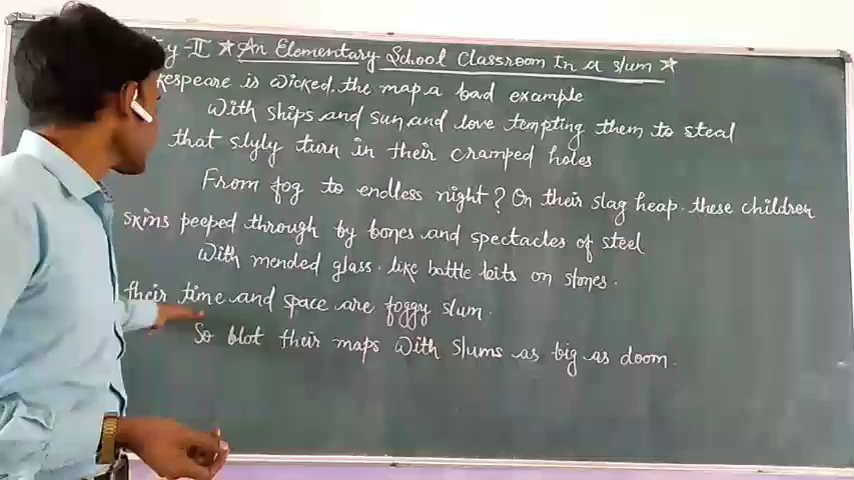 II ★ An Elementary School Classroom In a slum ★
is wicked. the map a bad example
With ships and sun and love tempting them to steal
that slyly turn in their cramped holes
From fog to endless night? On their slag heap. these children
skins peeped through by bones and spectacles of steel
With mended glass. like bottle bits on stones.
their time and space are foggy slum.
So blot their maps with slums as big as doom.